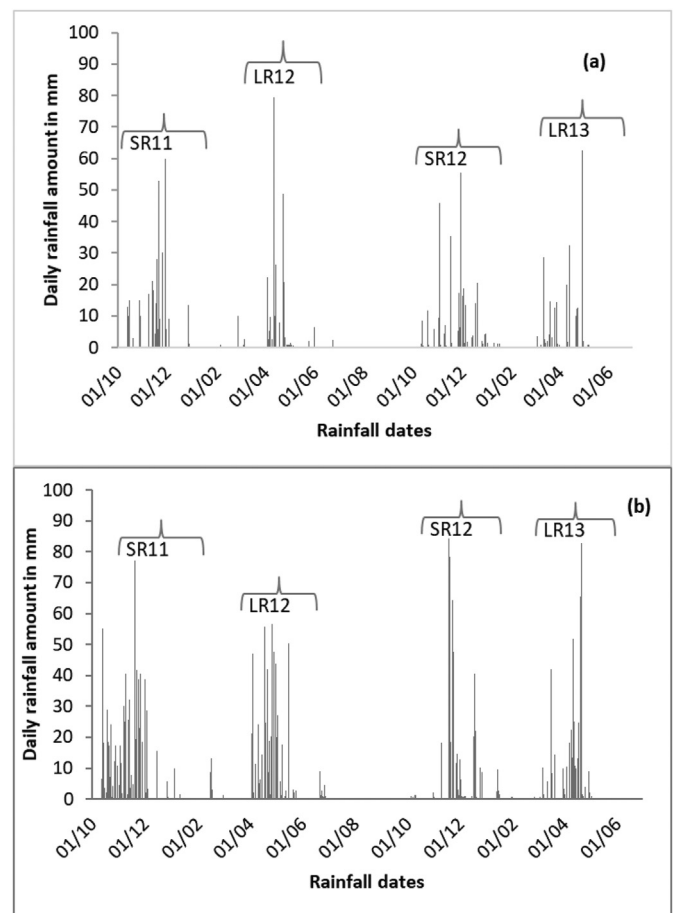 100
(a)
90
LR12
80
LR13
70
SR11
SR12
60
50
40
30
20
10
0
Daily rainfall amount in mm
01/10 01/12 01/02 01/04 01/06 01/08 01/10 01/12 01/02 01/04 01/06
Rainfall dates
100
(b)
90
SR12
LR13
80
SR11
70
LR12
60
50
40
30
20
10
0
Daily rainfall amount in mm
01/10 01/12 01/02 01/04 01/06 01/08 01/10 01/12 01/02 01/04 01/06
Rainfall dates